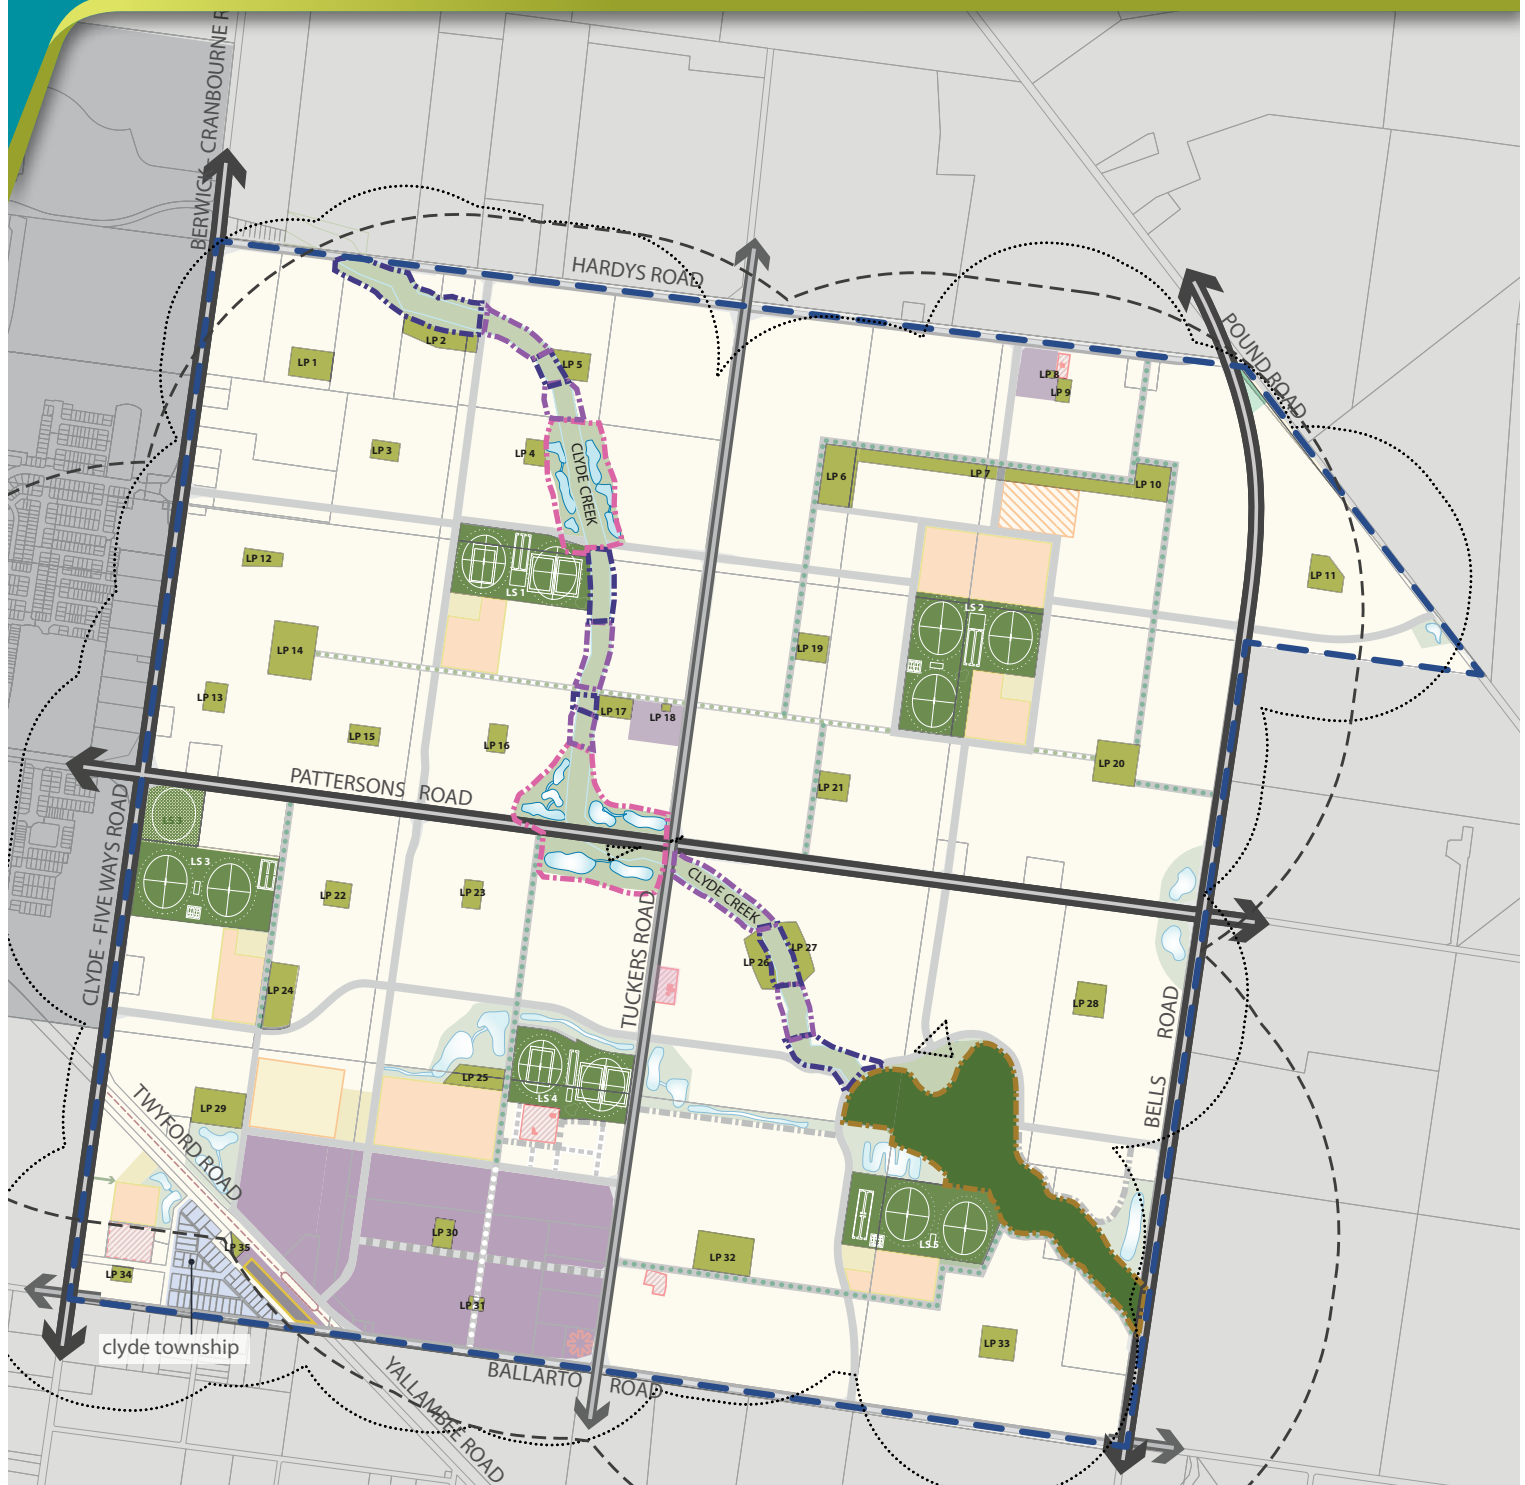 BERWICK - CRANBOURNE R
HARDYS ROAD
POUND ROAD
LP 1
LP 2
LP 5
LP 8
LP 9
LP 3
LP 4
CLYDE CREEK
LP 6
LP 7
LP 10
LP 12
LS 1
LP 11
LS 2
LP 14
LP 19
LP 13
LP 15
LP 16
LP 17
LP 18
LP 20
LP 21
PATTERSONS ROAD
LS 3
LS 3
CLYDE - FIVE WAYS ROAD
LP 22
LP 23
TUCKERS ROAD
CLYDE CREEK
LP 26
LP 27
LP 24
LP 28
BELLS ROAD
LP 25
LS 4
LP 29
TWYFORD ROAD
LP 30
LP 35
LP 32
LS 5
LP 34
LP 31
LP 33
clyde township
BALLARTO ROAD
YALLAMBEE ROAD